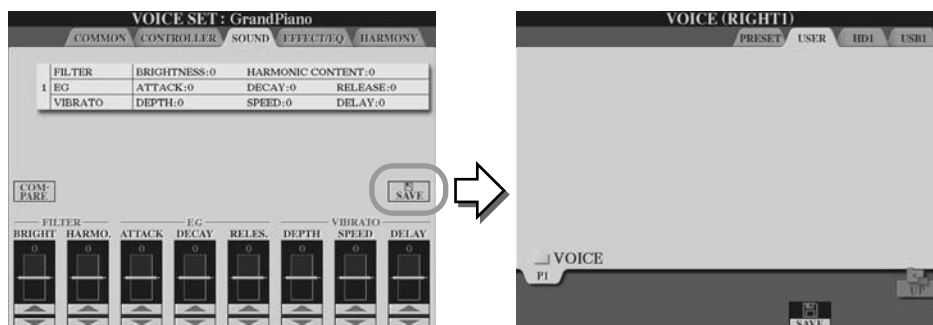 VOICE SET : GrandPiano
COMMON CONTROLLER SOUND EFFECT/EQ HARMONY
FILTER BRIGHTNESS:0 HARMONIC CONTENT:0
1 EG ATTACK:0 DECAY:0 RELEASE:0
VIBRATO DEPTH:0 SPEED:0 DELAY:0
COM-
PARE
SAVE
FILTER EG VIBRATO
BRIGHT HARMO. ATTACK DECAY RELES. DEPTH SPEED DELAY
0 0 0 0 0 0 0 0
VOICE (RIGHT1)
PRESET USER HD1 USB1
VOICE
P1
UP
SAVE